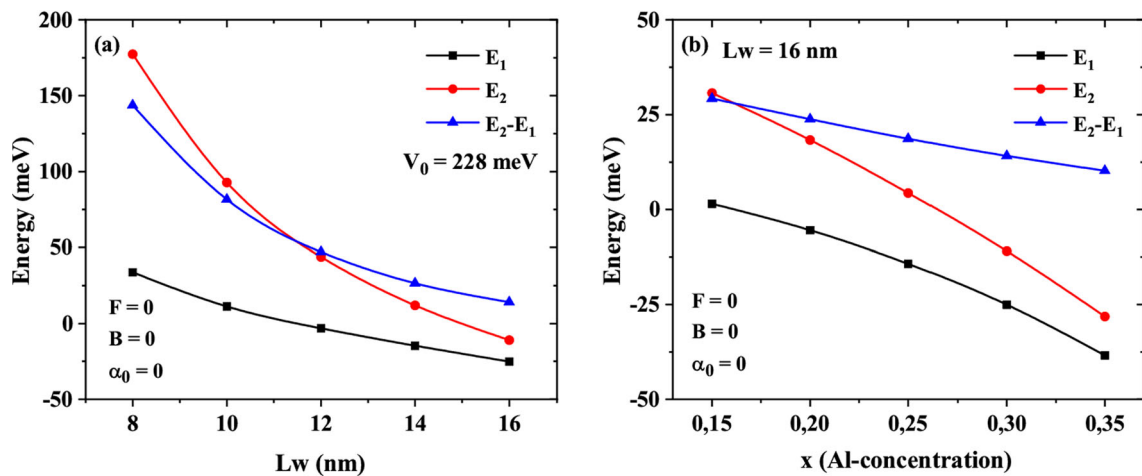 (a)
E₁
E₂
E₂-E₁
V₀ = 228 meV
F = 0
B = 0
α₀ = 0
Energy (meV)
200
150
100
50
0
-50
8 10 12 14 16
Lw (nm)
(b) Lw = 16 nm
E₁
E₂
E₂-E₁
F = 0
B = 0
α₀ = 0
Energy (meV)
50
25
0
-25
-50
0,15 0,20 0,25 0,30 0,35
x (Al-concentration)